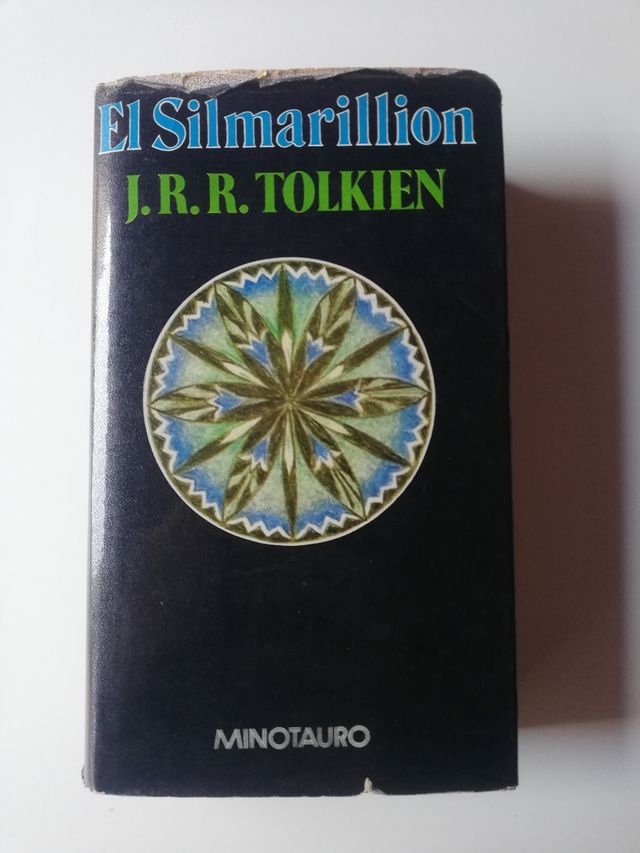 El Silmarillion
J. R. R. TOLKIEN
MINOTAURO